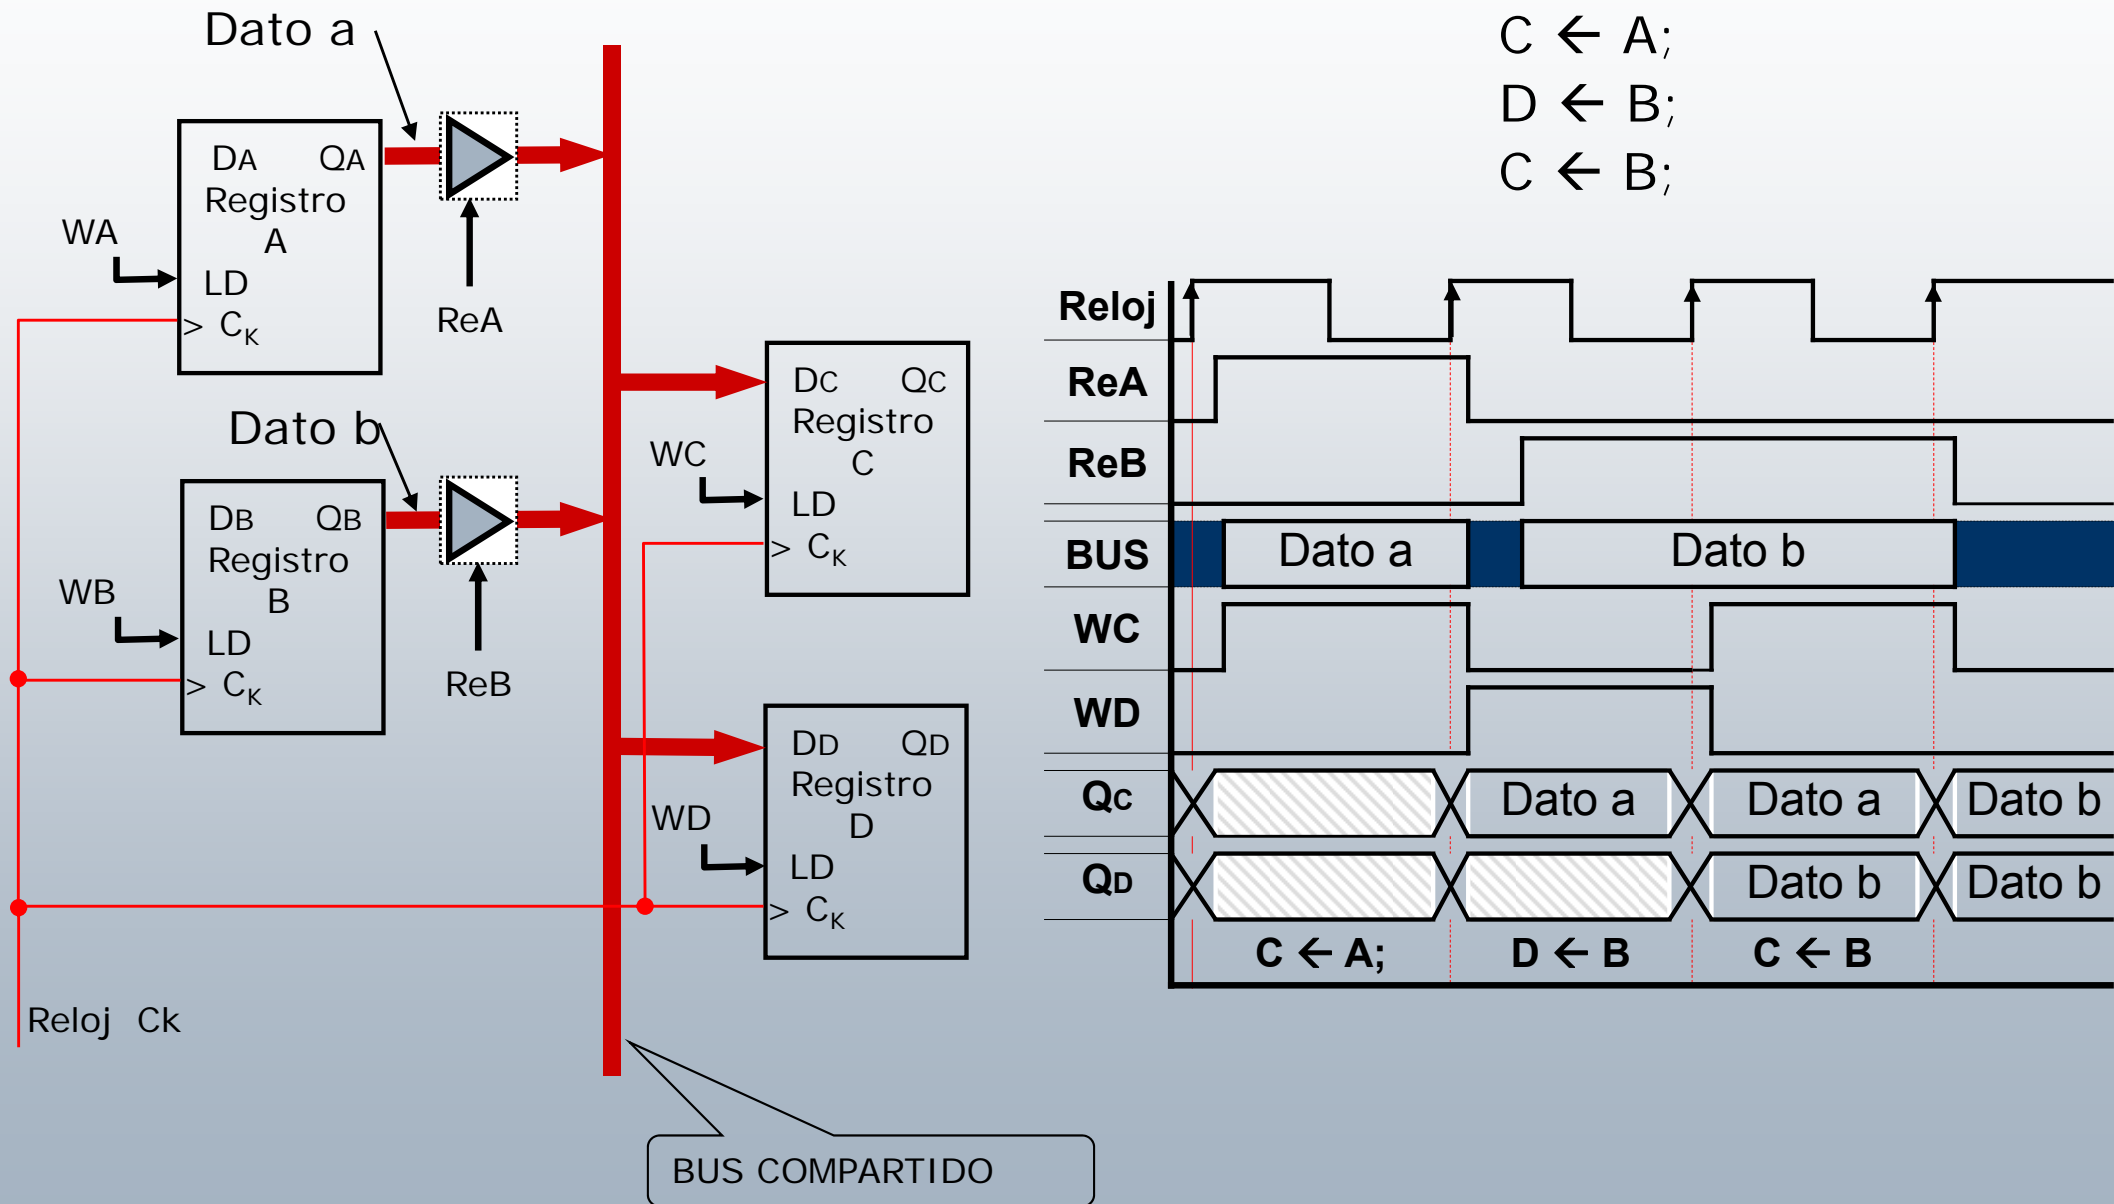 Dato a
DA QA
Registro
A
WA
LD
> CK
ReA
Dato b
DB QB
Registro
B
WB
LD
> CK
ReB
DC QC
Registro
C
WC
LD
> CK
DD QD
Registro
D
WD
LD
> CK
Reloj Ck
BUS COMPARTIDO
C ← A;
D ← B;
C ← B;
Reloj
ReA
ReB
BUS Dato a Dato b
WC
WD
QC Dato a Dato a Dato b
QD Dato b Dato b
C ← A; D ← B C ← B